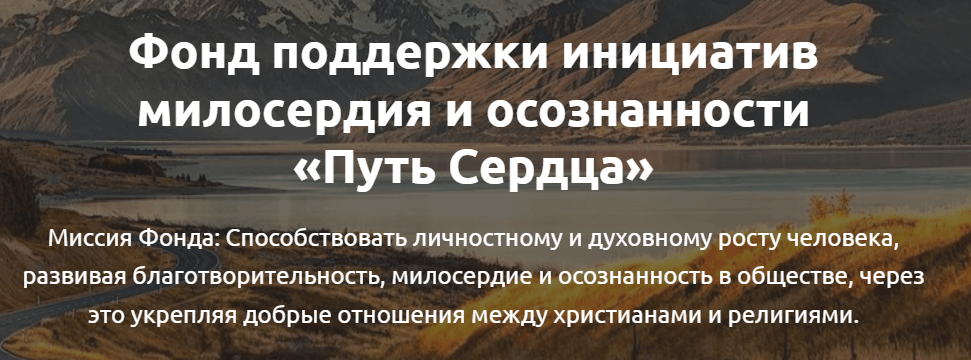 Фонд поддержки инициатив
милосердия и осознанности
«Путь Сердца»
Миссия Фонда: Способствовать личностному и духовному росту человека,
развивая благотворительность, милосердие и осознанность в обществе, через
это укрепляя добрые отношения между христианами и религиями.